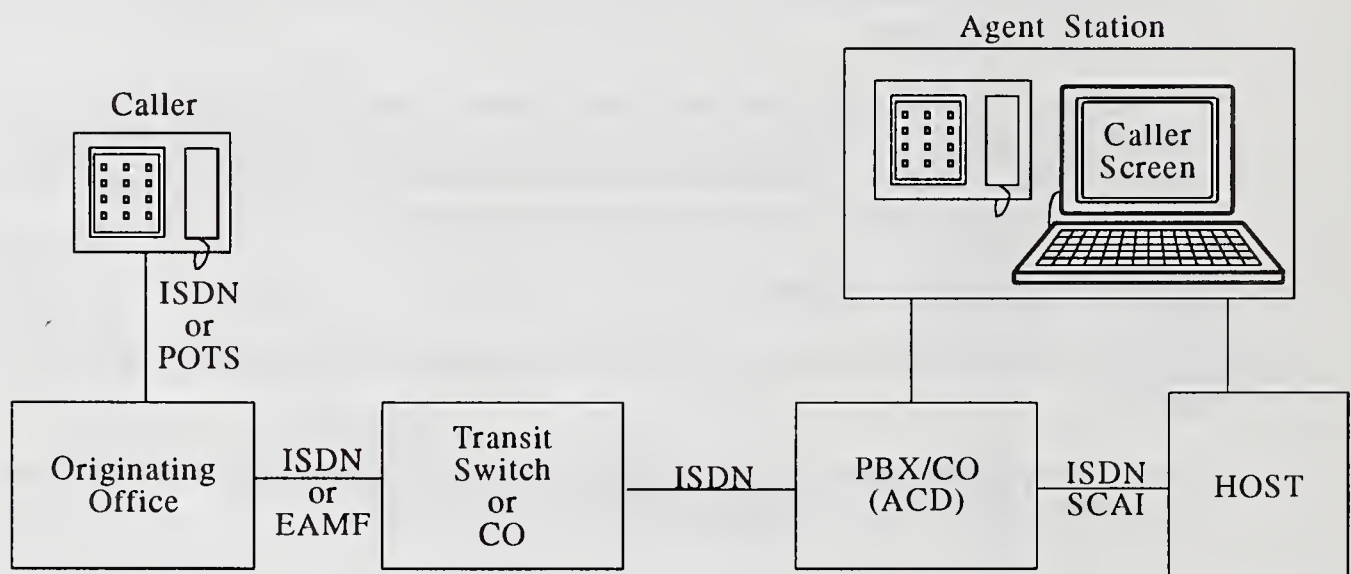 Agent Station
Caller
Caller
Screen
ISDN
or
POTS
Originating
Office
ISDN
or
EAMF
Transit
Switch
or
CO
ISDN
PBX/CO
(ACD)
ISDN
SCAI
HOST